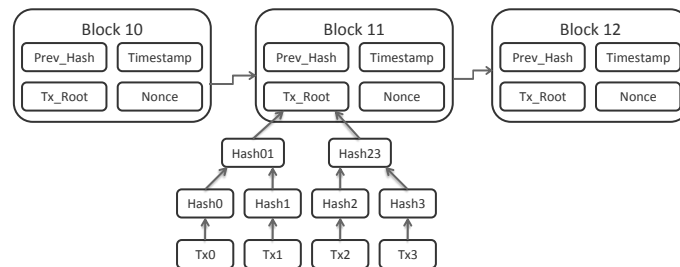 Block 10
Block 11
Block 12
Prev_Hash Timestamp
Prev_Hash Timestamp
Prev_Hash Timestamp
Tx_Root Nonce
Tx_Root Nonce
Tx_Root Nonce
Hash01 Hash23
Hash0 Hash1 Hash2 Hash3
Tx0 Tx1 Tx2 Tx3